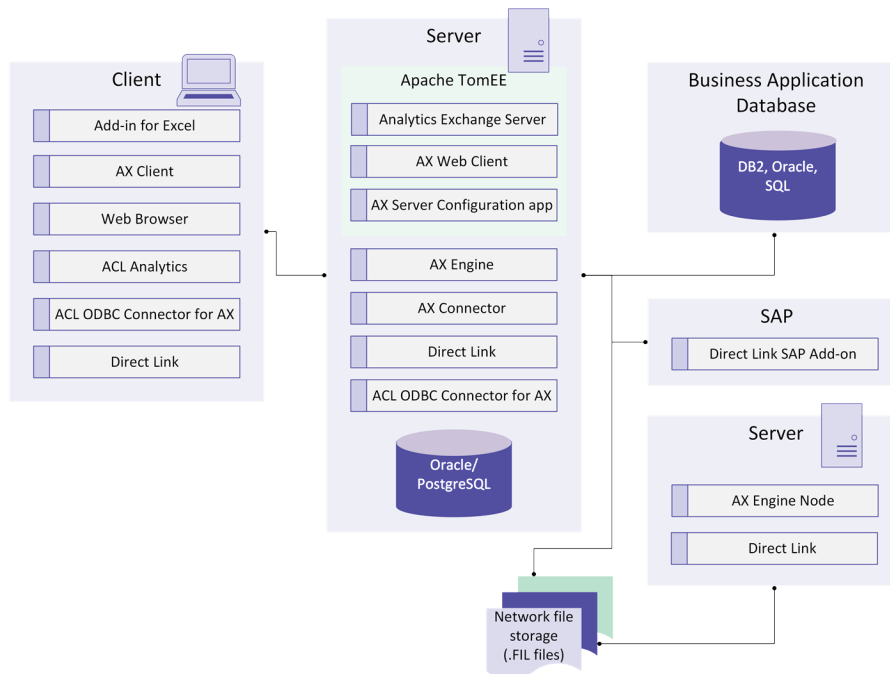 Client
Add-in for Excel
AX Client
Web Browser
ACL Analytics
ACL ODBC Connector for AX
Direct Link
Server
Apache TomEE
Analytics Exchange Server
AX Web Client
AX Server Configuration app
AX Engine
AX Connector
Direct Link
ACL ODBC Connector for AX
Oracle/
PostgreSQL
Business Application
Database
DB2, Oracle,
SQL
SAP
Direct Link SAP Add-on
Server
AX Engine Node
Direct Link
Network file
storage
(.FIL files)